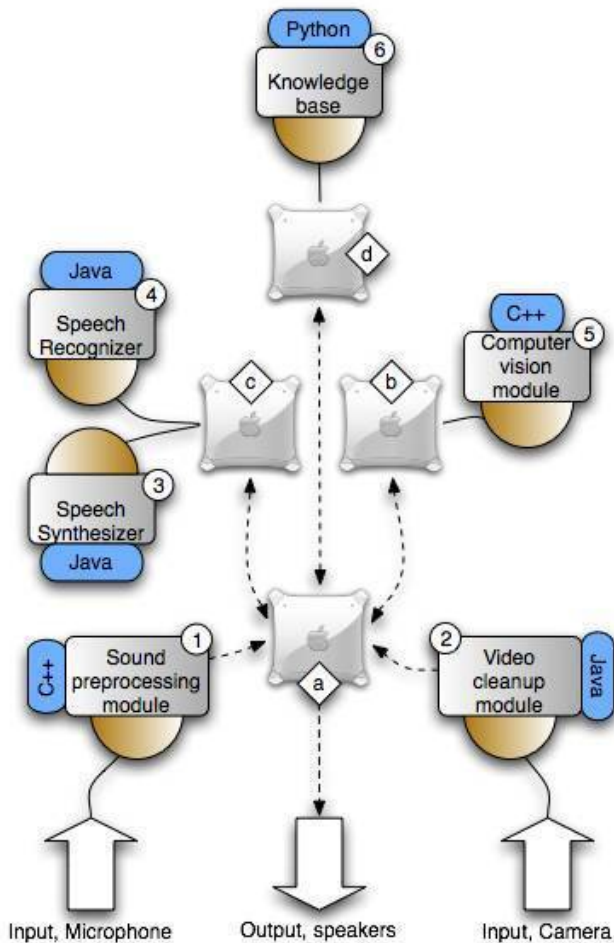 Python
6
Knowledge
base
d
Java
4
Speech
Recognizer
C++
5
Computer
vision
module
c
b
3
Speech
Synthesizer
Java
1
C++
Sound
preprocessing
module
a
2
Video
cleanup
module
Java
Input, Microphone
Output, speakers
Input, Camera